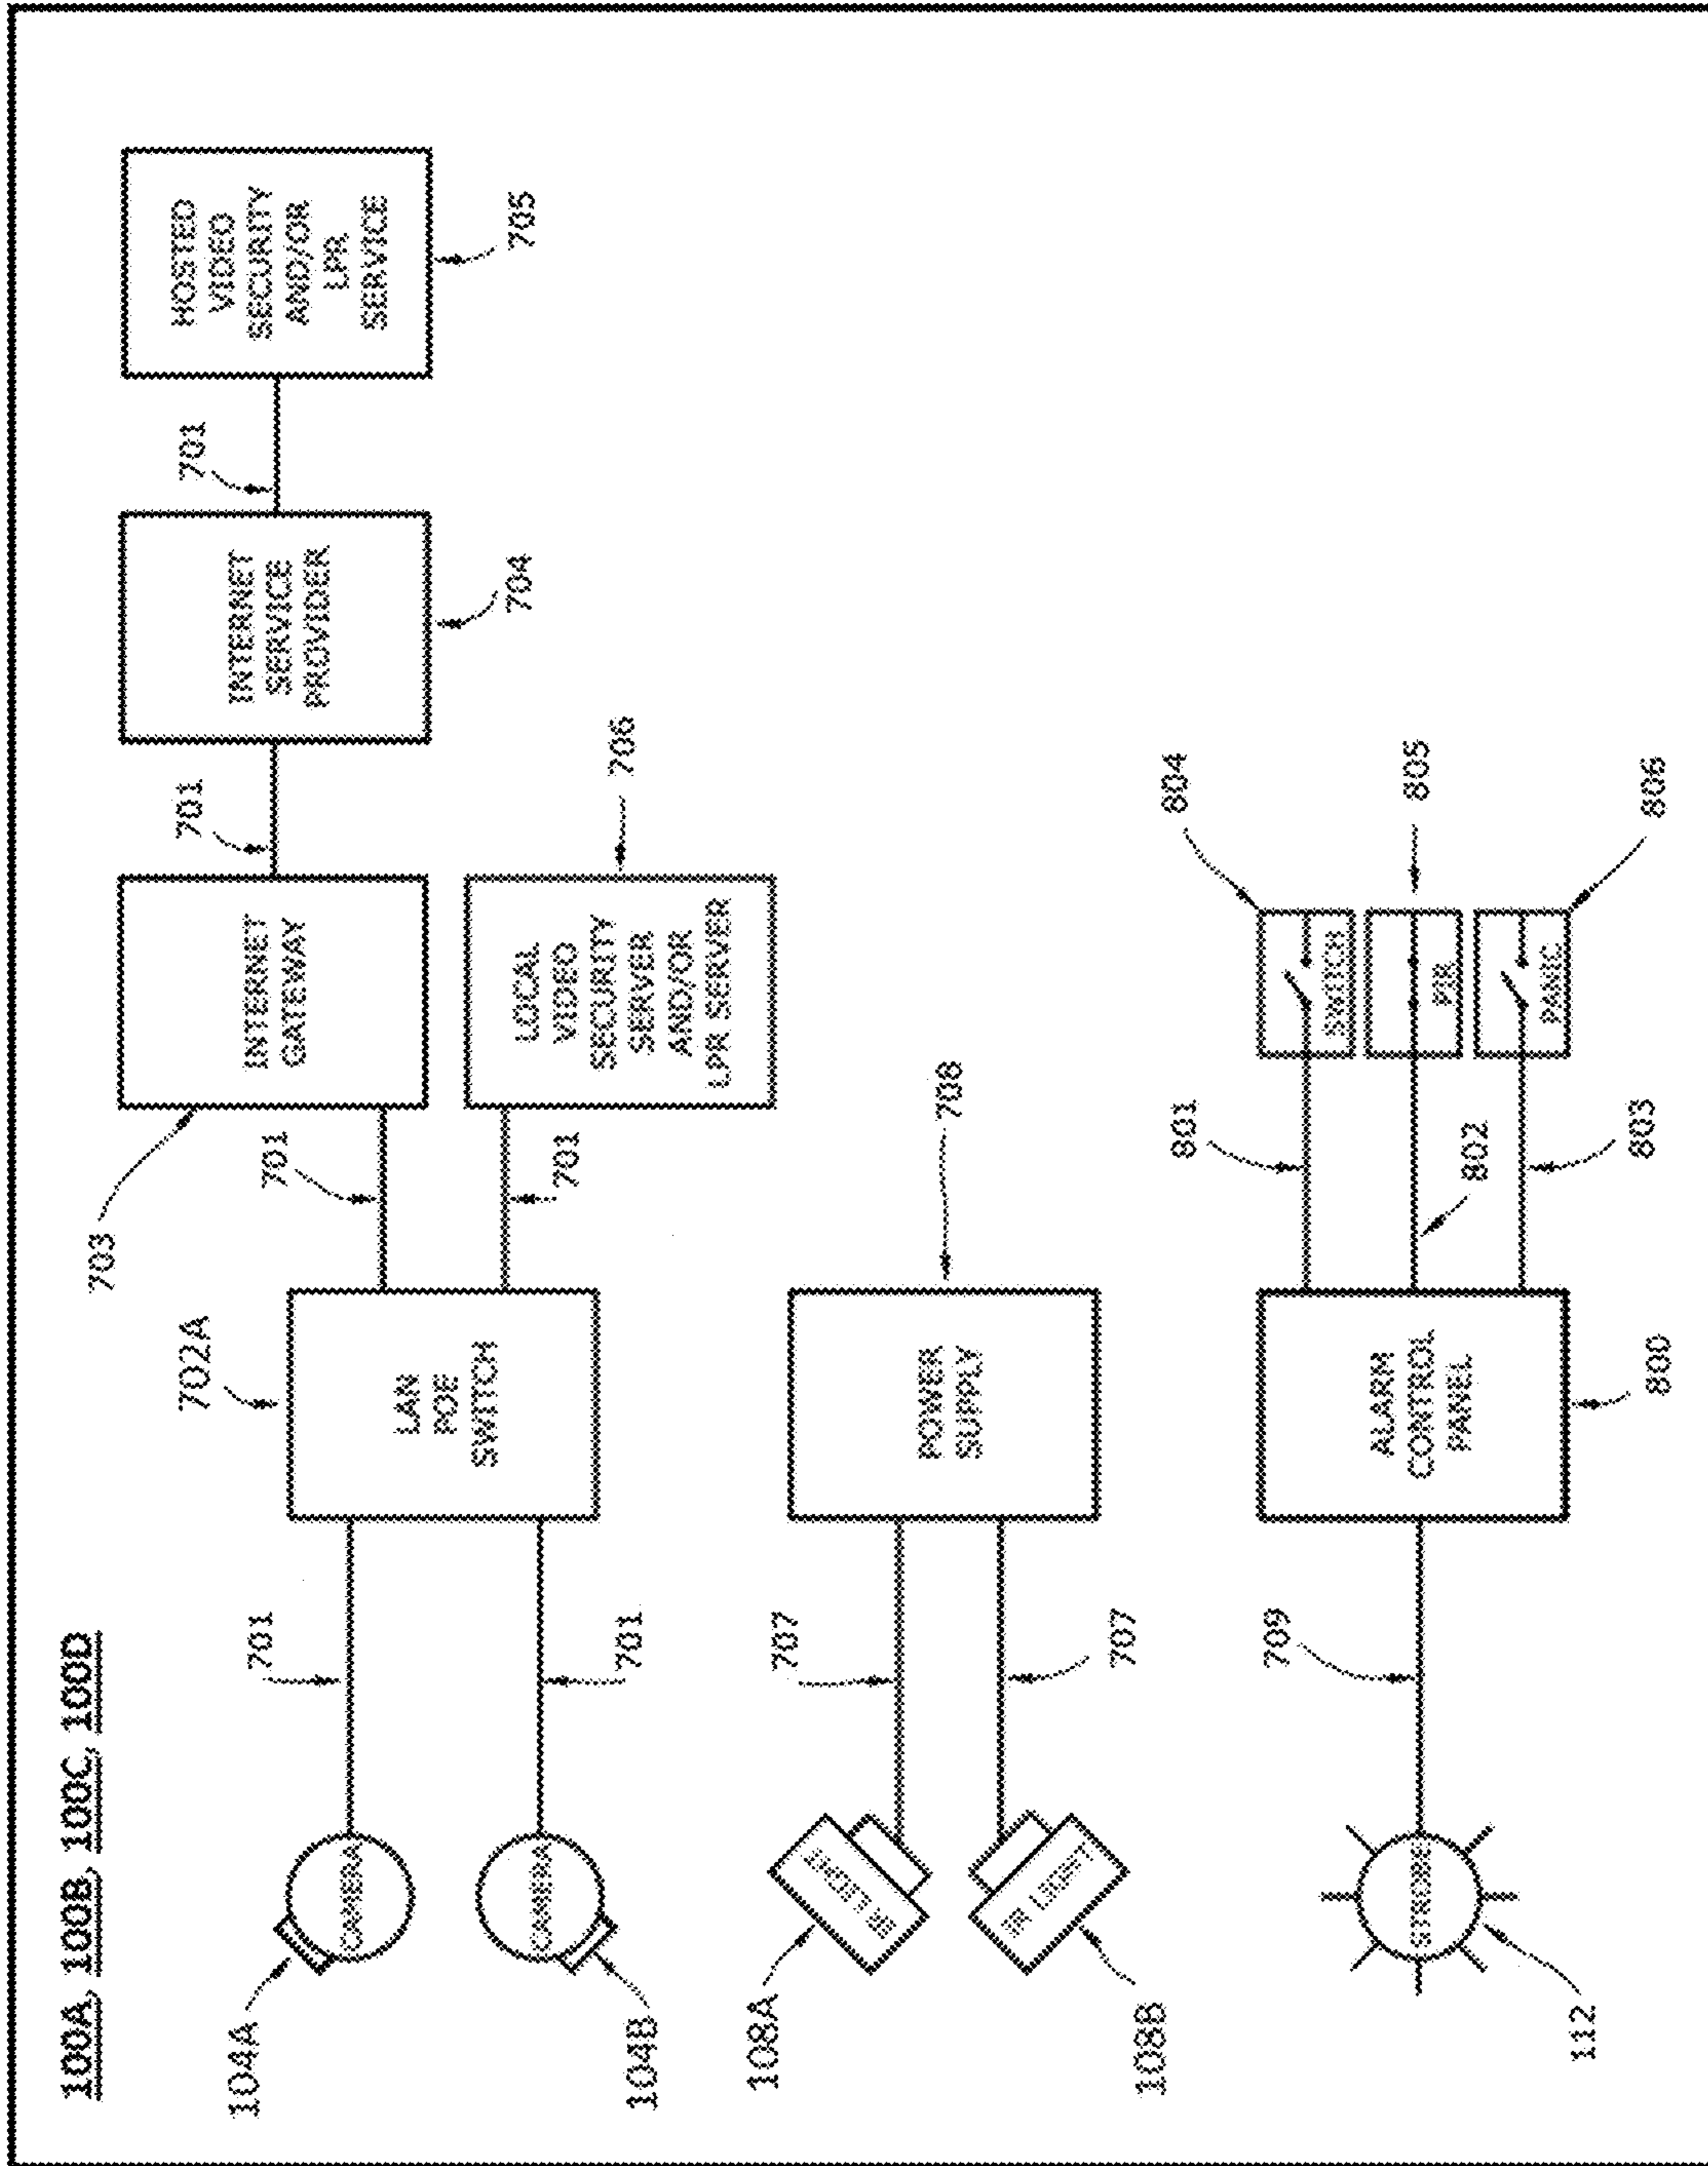 100A, 100B, 100C, 100D
104A
CAMERA
701
702A
LAN
POE
SWITCH
701
703
INTERNET
GATEWAY
701
INTERNET
SERVICE
PROVIDER
704
701
HOSTED
VIDEO
SECURITY
AND/OR
LPR
SERVICE
705
104B
CAMERA
701
701
LOCAL
VIDEO
SECURITY
SERVER
AND/OR
LPR SERVER
706
108A
IR LIGHT
707
POWER
SUPPLY
708
108B
IR LIGHT
707
112
STROBE
709
ALARM
CONTROL
PANEL
800
801
SWITCH
804
802
PIR
805
803
PANIC
806